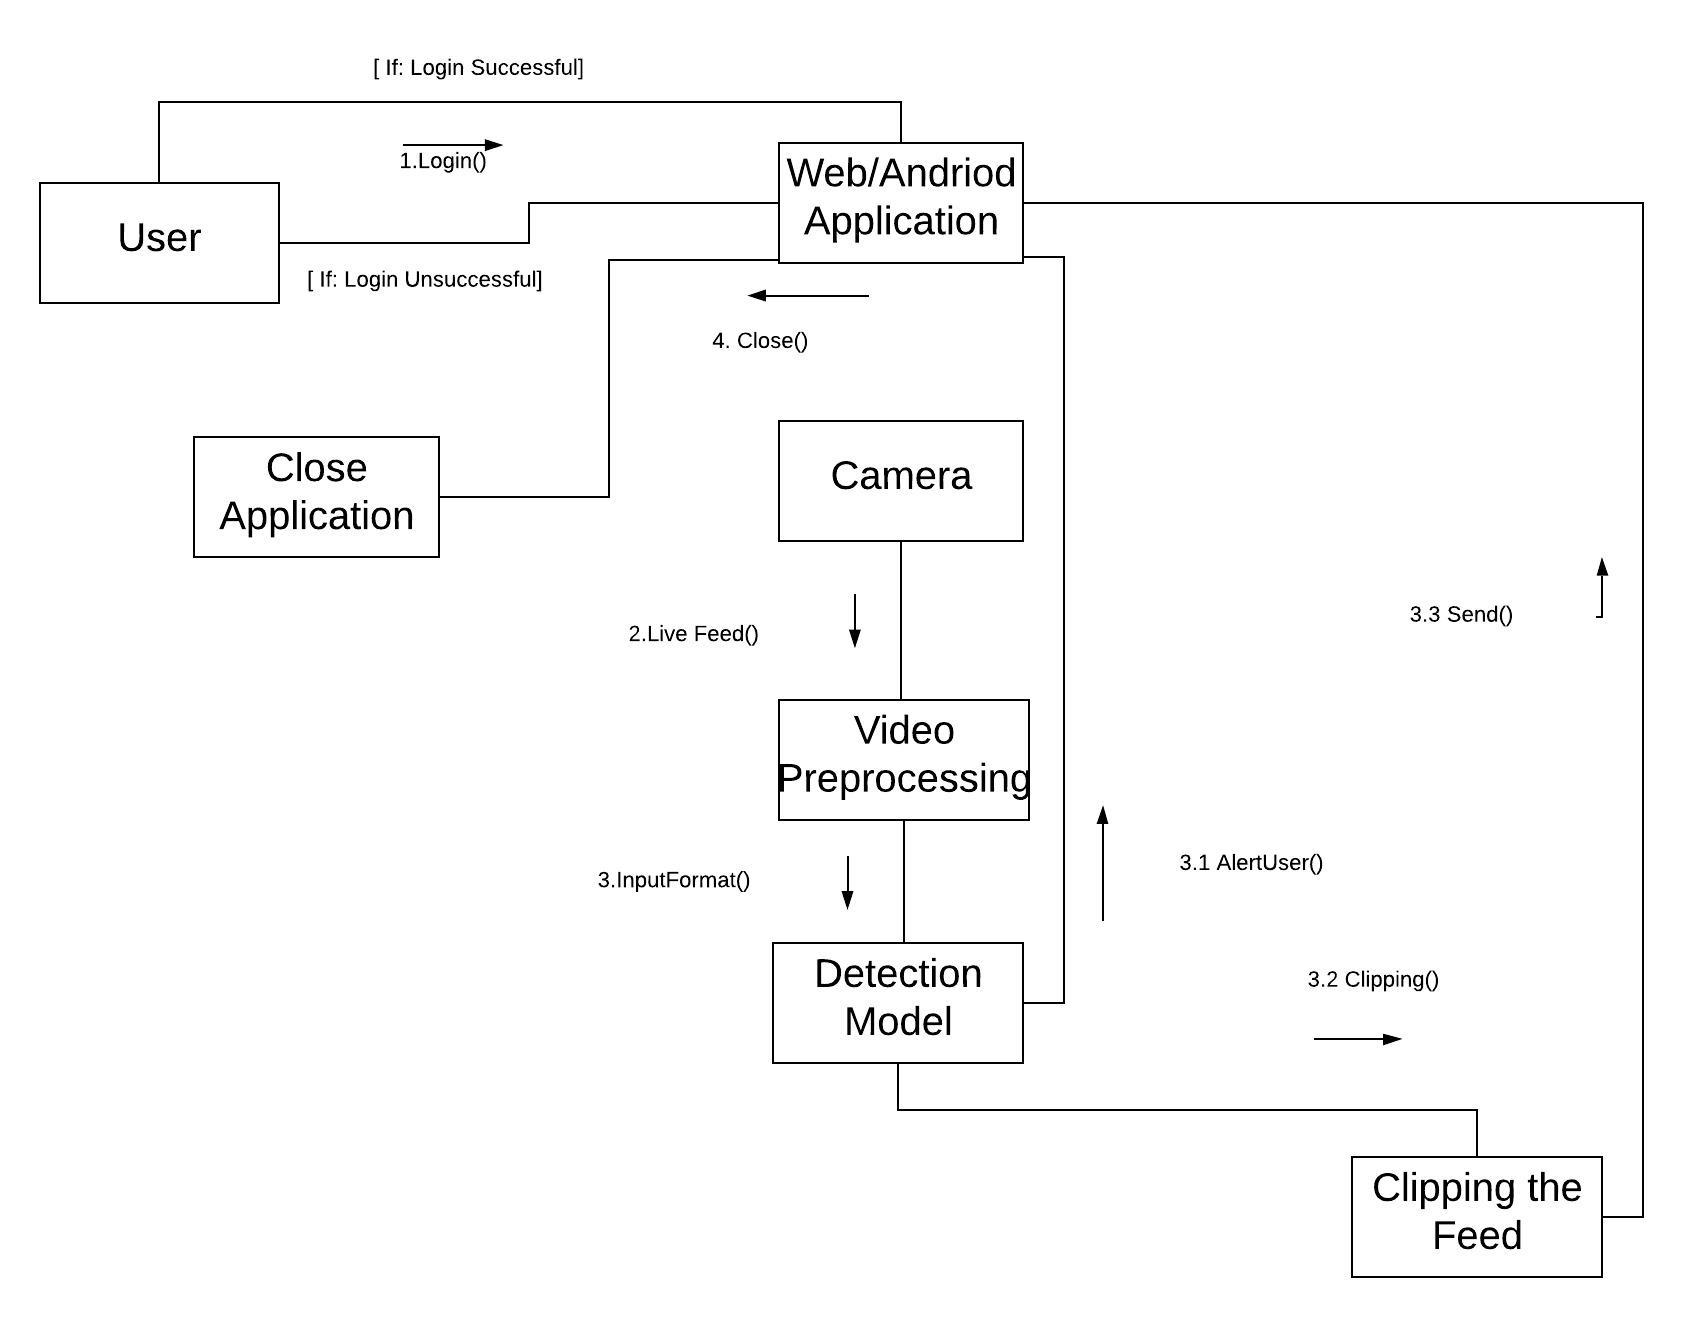 [ If: Login Successful]
1.Login()
Web/Andriod
Application
User
[ If: Login Unsuccessful]
4. Close()
Close
Application
Camera
3.3 Send()
2.Live Feed()
Video
Preprocessing
3.1 AlertUser()
3.InputFormat()
Detection
Model
3.2 Clipping()
Clipping the
Feed